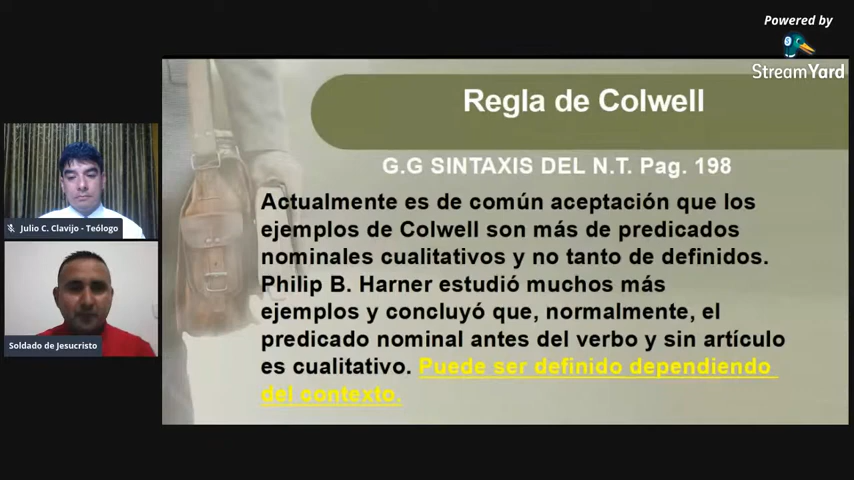 Powered by
StreamYard
Regla de Colwell
G.G SINTAXIS DEL N.T. Pag. 198
Actualmente es de común aceptación que los
ejemplos de Colwell son más de predicados
nominales cualitativos y no tanto de definidos.
Philip B. Harner estudió muchos más
ejemplos y concluyó que, normalmente, el
predicado nominal antes del verbo y sin artículo
es cualitativo. Puede ser definido dependiendo
del contexto.
Julio C. Clavijo - Teólogo
Soldado de Jesucristo